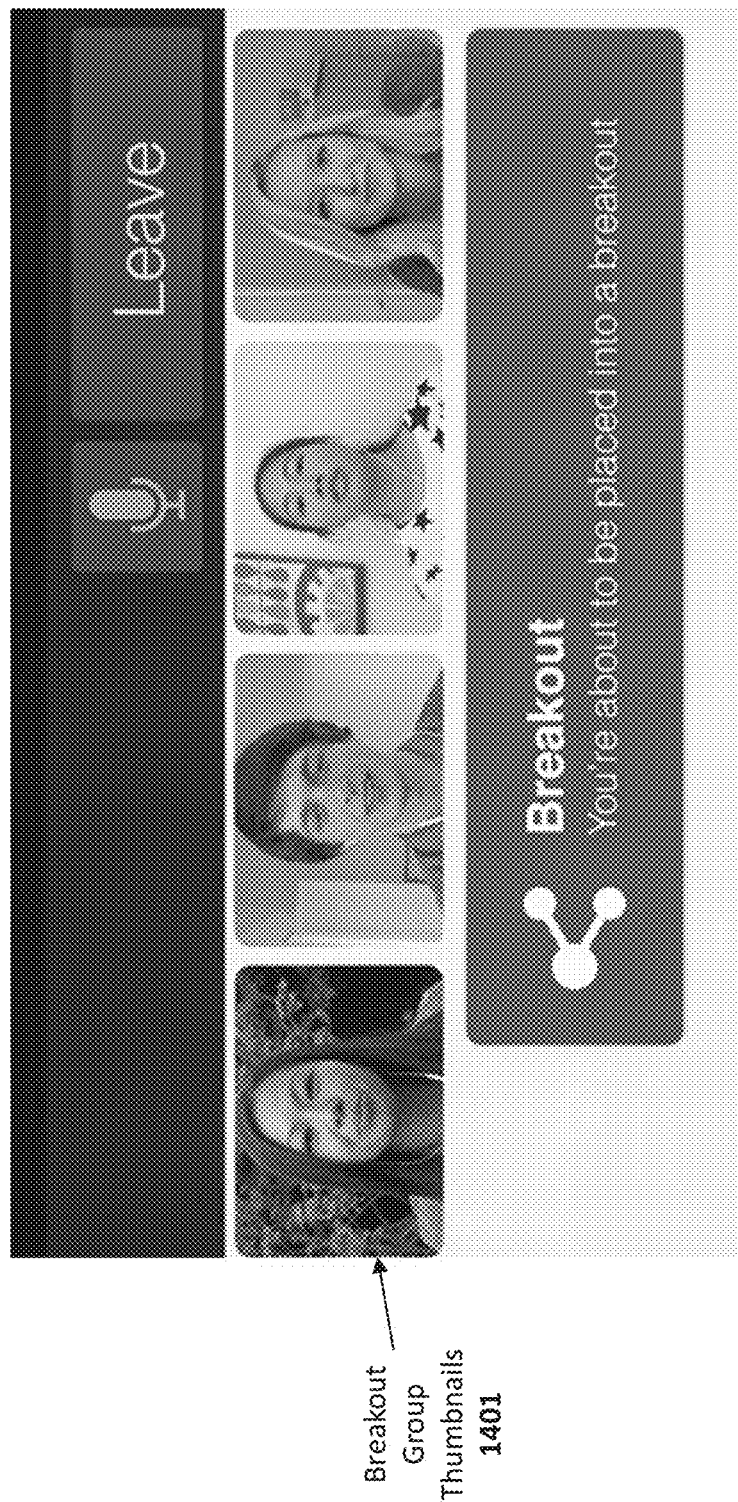 Leave
Breakout
You're about to be placed into a breakout
Breakout
Group
Thumbnails
1401